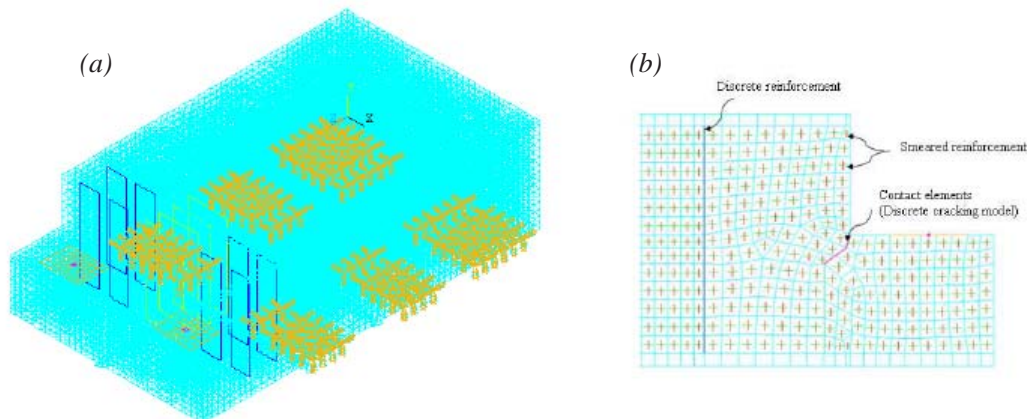 (a)
(b)
Discrete reinforcement
Smeared reinforcement
Contact elements
(Discrete cracking model)